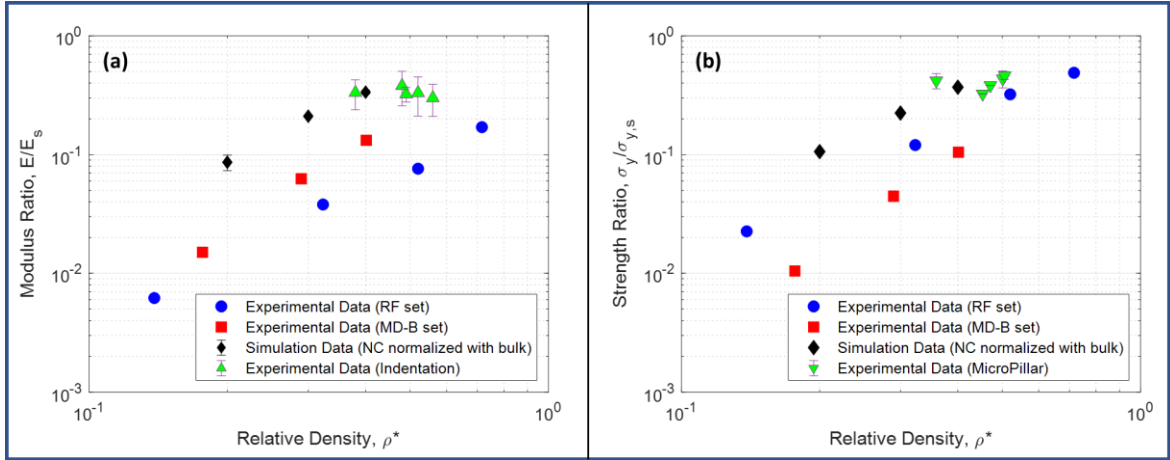 (a)
Modulus Ratio, E/E_s
10^0
10^-1
10^-2
10^-3
Experimental Data (RF set)
Experimental Data (MD-B set)
Simulation Data (NC normalized with bulk)
Experimental Data (Indentation)
10^-1
10^0
Relative Density, ρ*
(b)
Strength Ratio, σ_y/σ_y,s
10^0
10^-1
10^-2
10^-3
Experimental Data (RF set)
Experimental Data (MD-B set)
Simulation Data (NC normalized with bulk)
Experimental Data (MicroPillar)
10^-1
10^0
Relative Density, ρ*